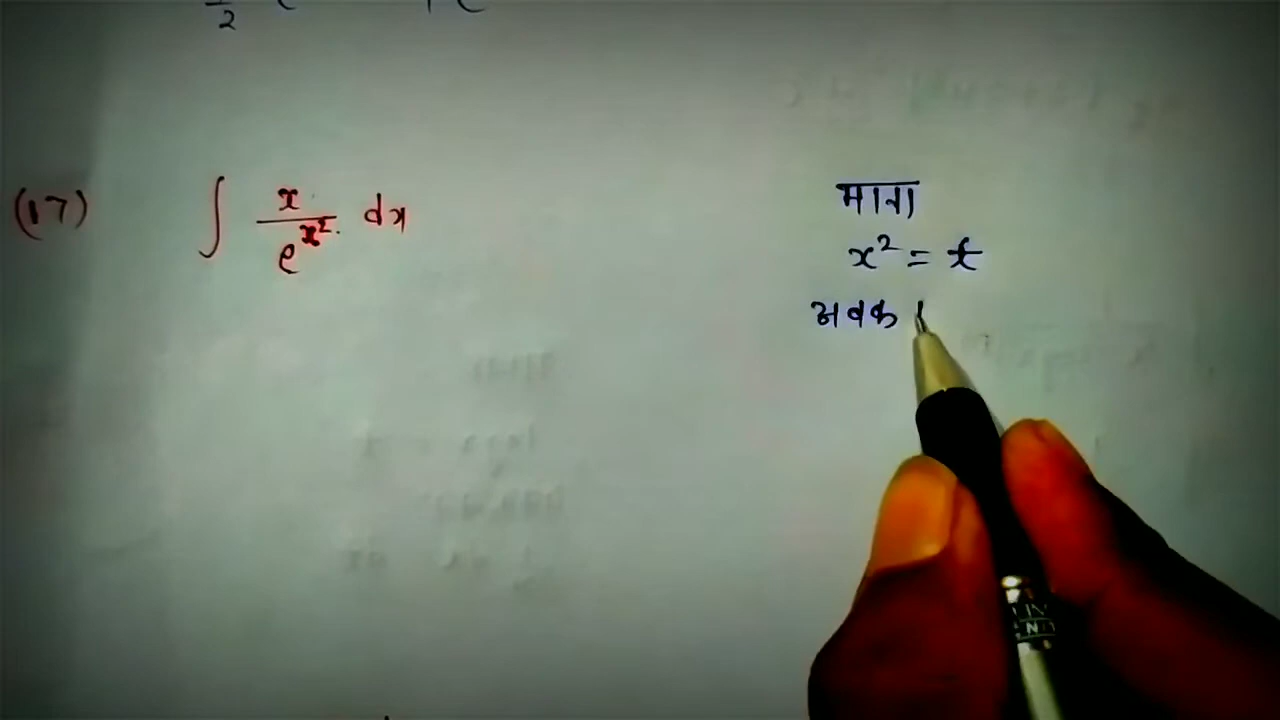 (17) ∫ x / e^x² dx
माना
x² = t
अवक